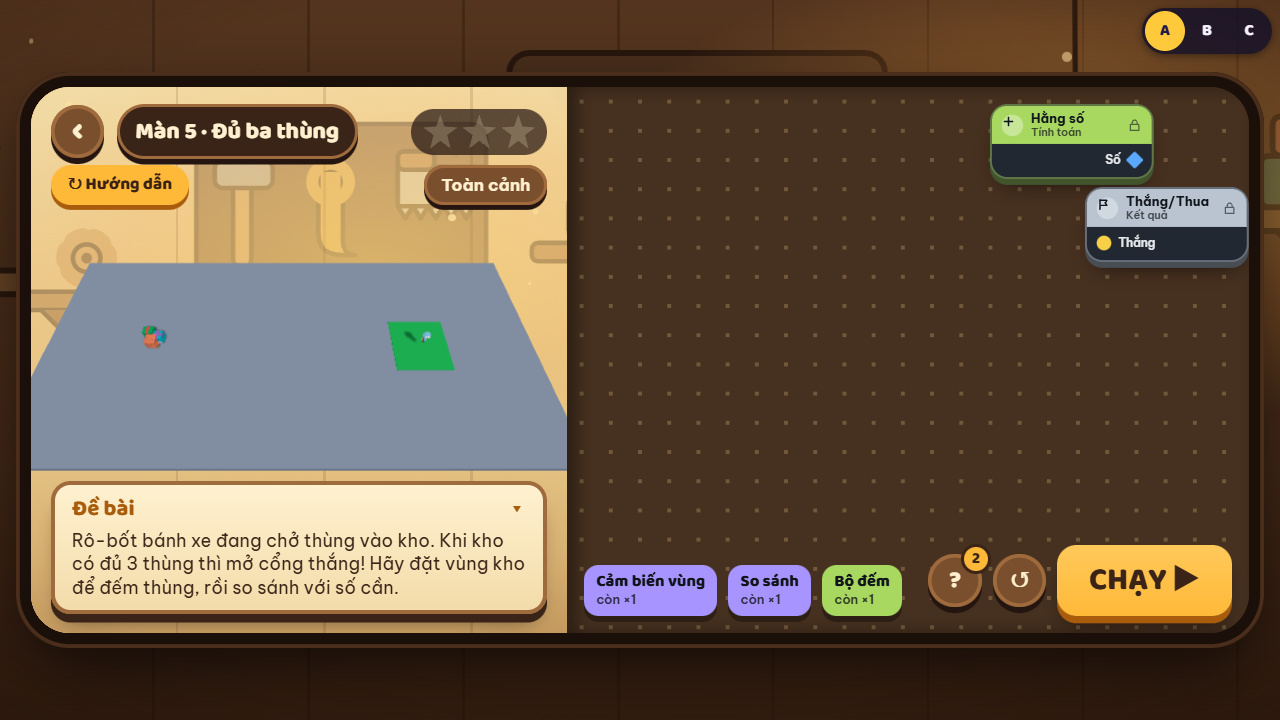 A B C
Màn 5 • Đủ ba thùng
↻ Hướng dẫn
Toàn cảnh
Hằng số
Tính toán
Số
Thắng/Thua
Kết quả
Thắng
Đề bài
Rô-bốt bánh xe đang chở thùng vào kho. Khi kho
có đủ 3 thùng thì mở cổng thắng! Hãy đặt vùng kho
để đếm thùng, rồi so sánh với số cần.
Cảm biến vùng
còn ×1
So sánh
còn ×1
Bộ đếm
còn ×1
?
2
↺
CHẠY